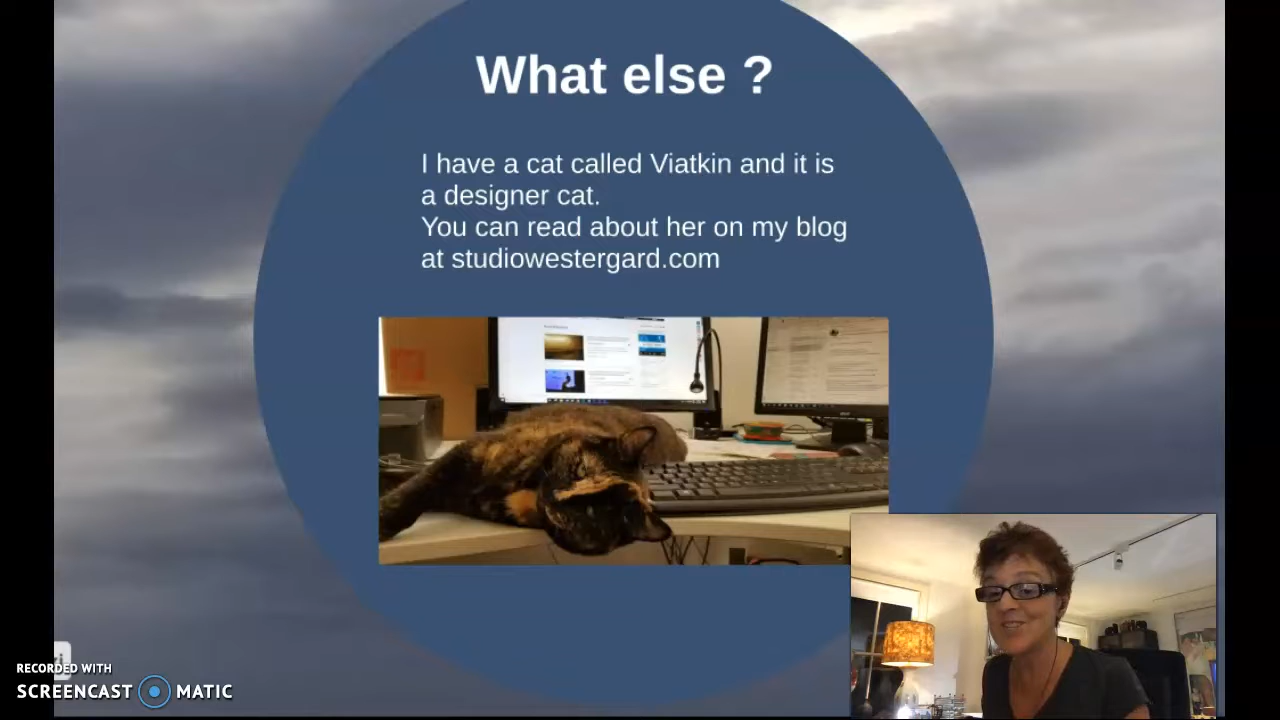 What else ?
I have a cat called Viatkin and it is
a designer cat.
You can read about her on my blog
at studiowestergard.com
RECORDED WITH
SCREENCAST MATIC